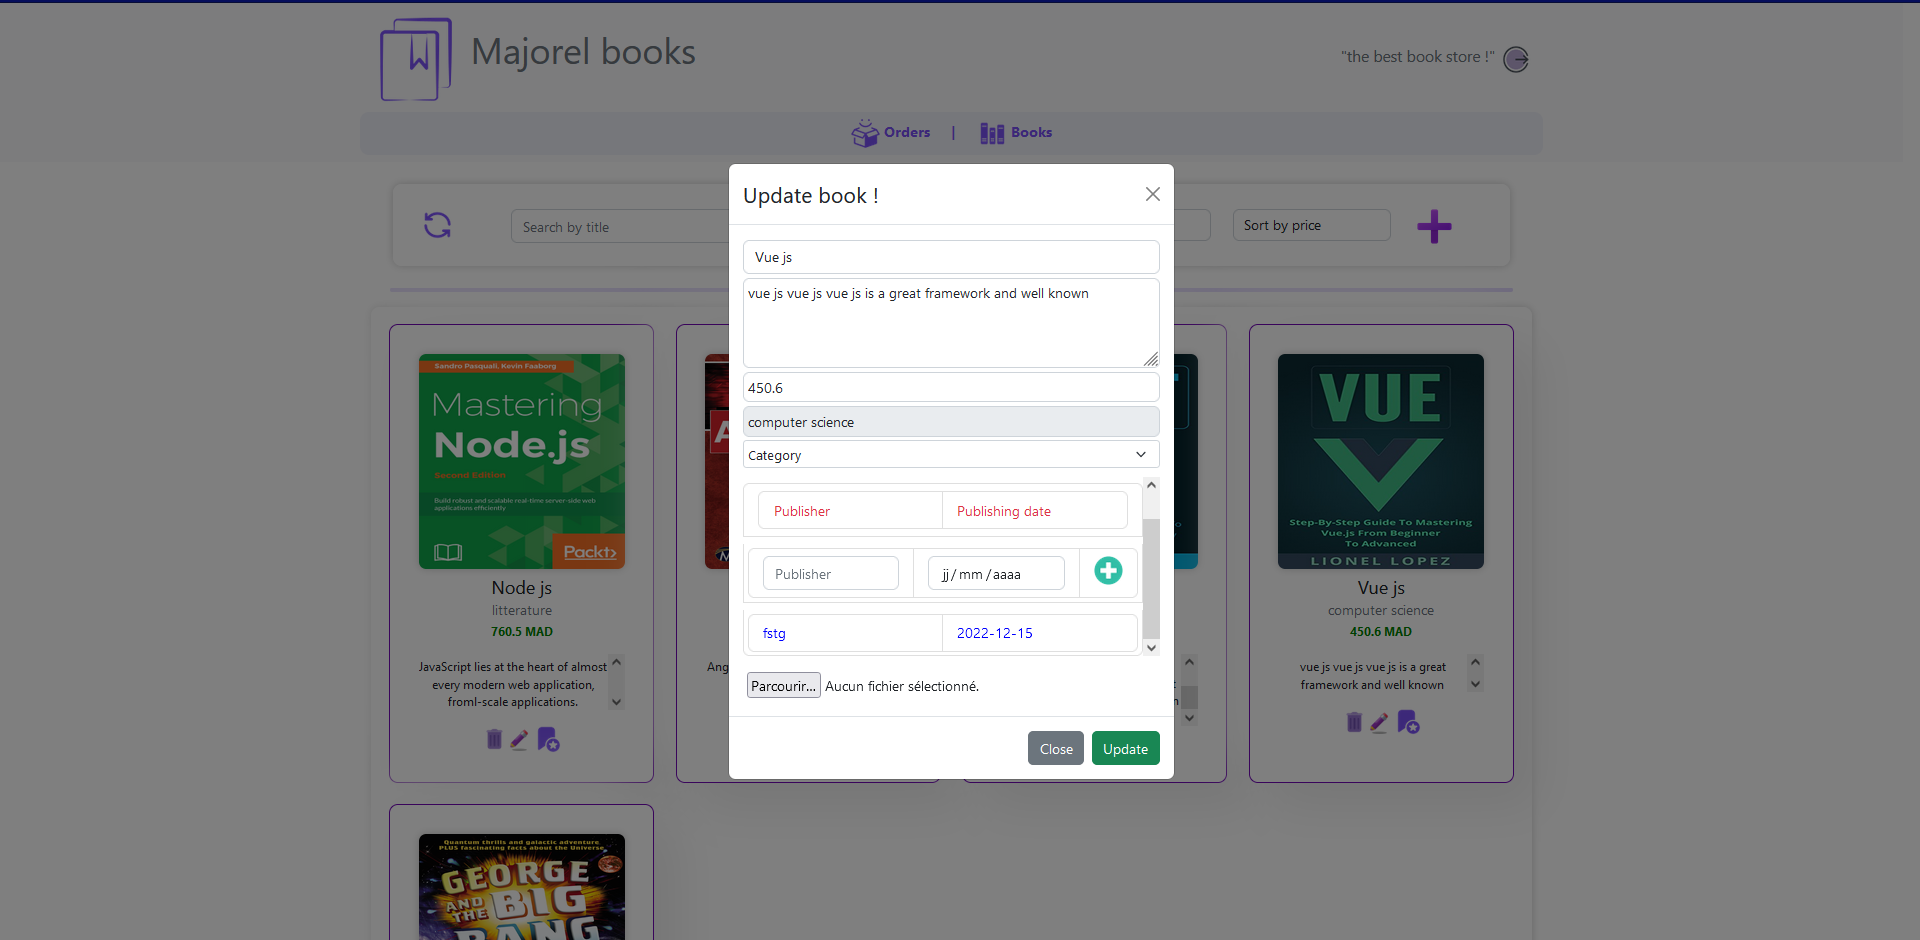 Majorel books
"the best book store !"
Orders | Books
Update book !
Search by title
Sort by price
Vue js
vue js vue js vue js is a great framework and well known
450.6
computer science
Category
Publisher
Publishing date
Publisher
jj/mm/aaaa
fstg
2022-12-15
Parcourir... Aucun fichier sélectionné.
Close
Update
Sandro Pasquali, Kevin Faaborg
Mastering
Node.js
Second Edition
Build robust and scalable real-time server-side web
applications efficiently
Packt>
Node js
litterature
760.5 MAD
JavaScript lies at the heart of almost
every modern web application,
froml-scale applications.
A
Ang
VUE
Step-By-Step Guide To Mastering
Vue.js From Beginner
To Advanced
LIONEL LOPEZ
Vue js
computer science
450.6 MAD
vue js vue js vue js is a great
framework and well known
Quantum thrills and galactic adventure
PLUS fascinating facts about the Universe
GEORGE
AND THE BIG
BANG